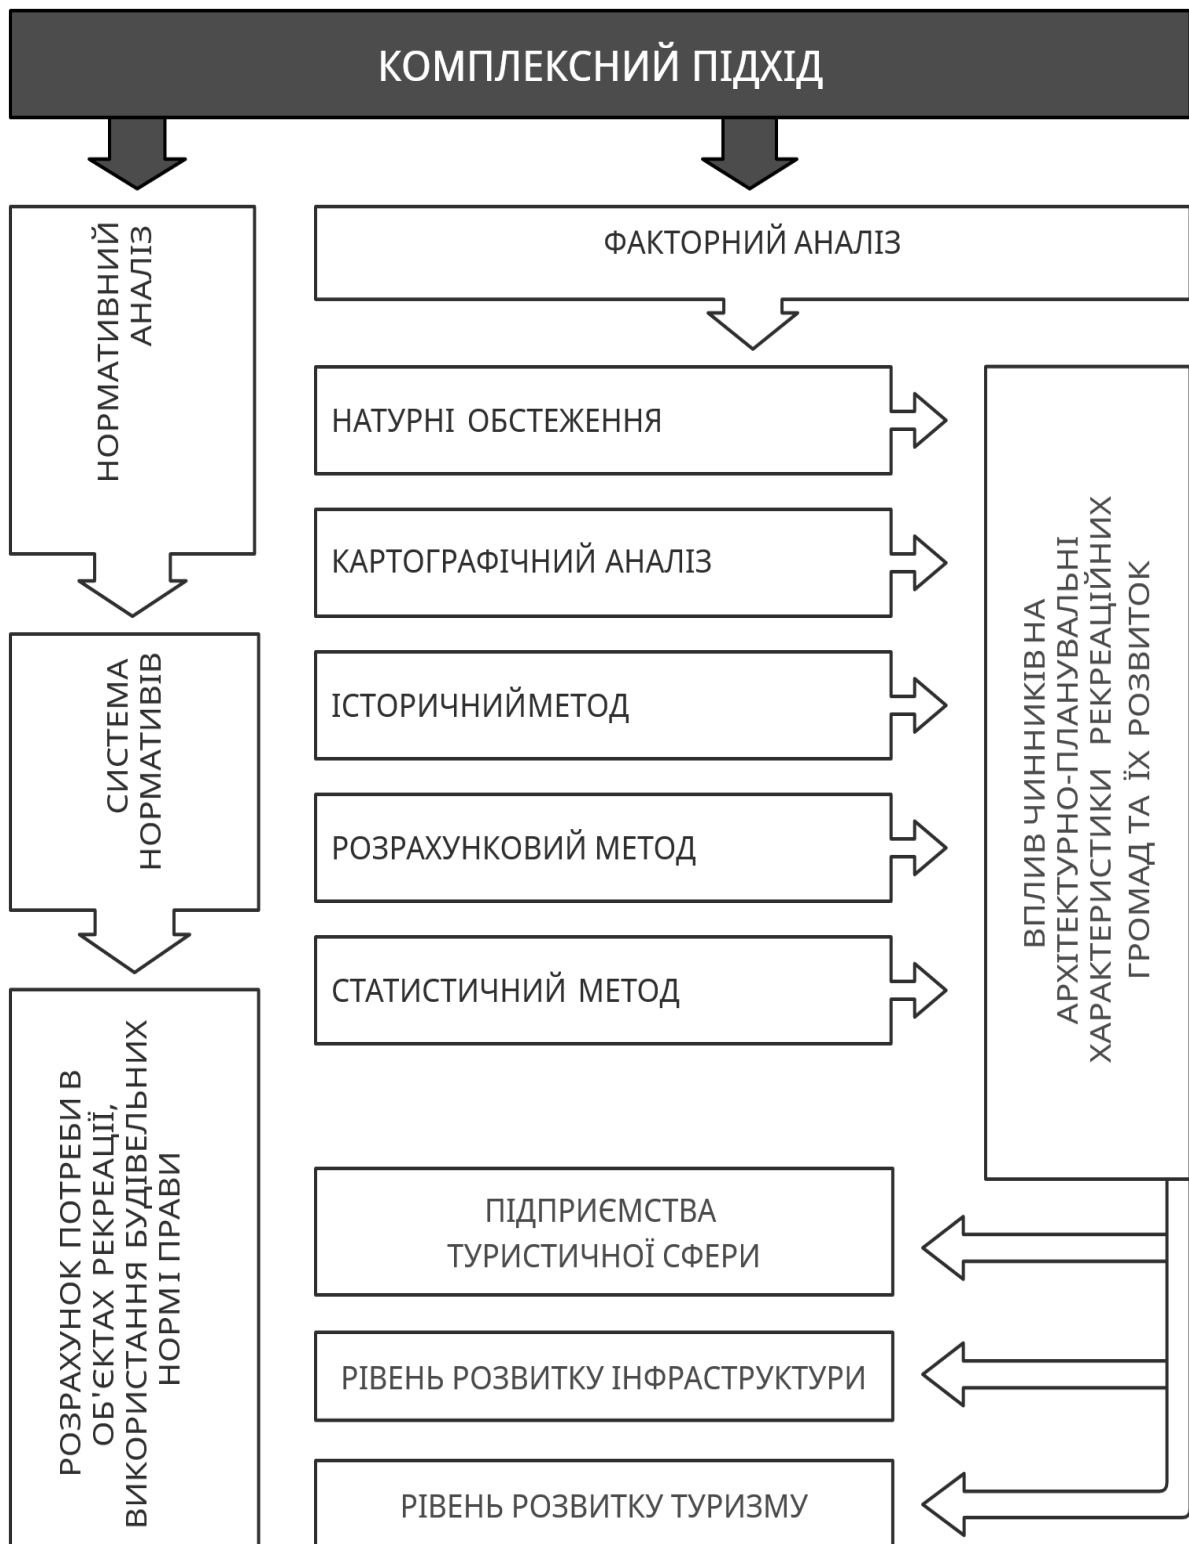 КОМПЛЕКСНИЙ ПІДХІД
НОРМАТИВНИЙ
АНАЛІЗ
СИСТЕМА
НОРМАТИВІВ
РОЗРАХУНОК ПОТРЕБИ В
ОБ'ЄКТАХ РЕКРЕАЦІЇ,
ВИКОРИСТАННЯ БУДІВЕЛЬНИХ
НОРМ І ПРАВИ
ФАКТОРНИЙ АНАЛІЗ
НАТУРНІ ОБСТЕЖЕННЯ
КАРТОГРАФІЧНИЙ АНАЛІЗ
ІСТОРИЧНИЙМЕТОД
РОЗРАХУНКОВИЙ МЕТОД
СТАТИСТИЧНИЙ МЕТОД
ВПЛИВ ЧИННИКІВ НА
АРХІТЕКТУРНО-ПЛАНУВАЛЬНІ
ХАРАКТЕРИСТИКИ РЕКРЕАЦІЙНИХ
ГРОМАД ТА ЇХ РОЗВИТОК
ПІДПРИЄМСТВА
ТУРИСТИЧНОЇ СФЕРИ
РІВЕНЬ РОЗВИТКУ ІНФРАСТРУКТУРИ
РІВЕНЬ РОЗВИТКУ ТУРИЗМУ